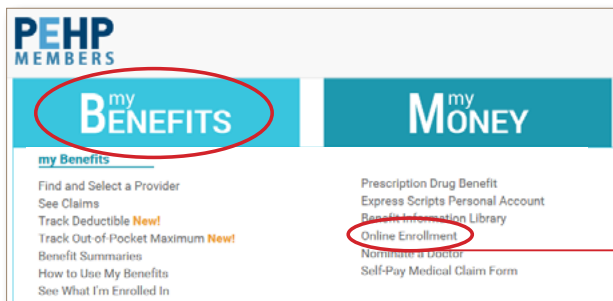 PEHP
MEMBERS
my
BENEFITS
my
MONEY
my Benefits
Find and Select a Provider
See Claims
Track Deductible New!
Track Out-of-Pocket Maximum New!
Benefit Summaries
How to Use My Benefits
See What I'm Enrolled In
Prescription Drug Benefit
Express Scripts Personal Account
Benefit Information Library
Online Enrollment
Nominate a Doctor
Self-Pay Medical Claim Form